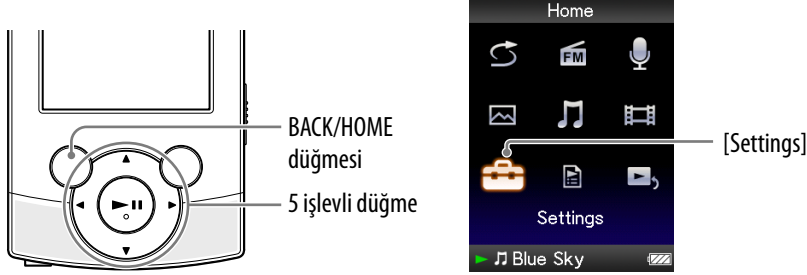 BACK/HOME
düğmesi
5 işlevli düğme
Home
FM
[Settings]
Settings
Blue Sky